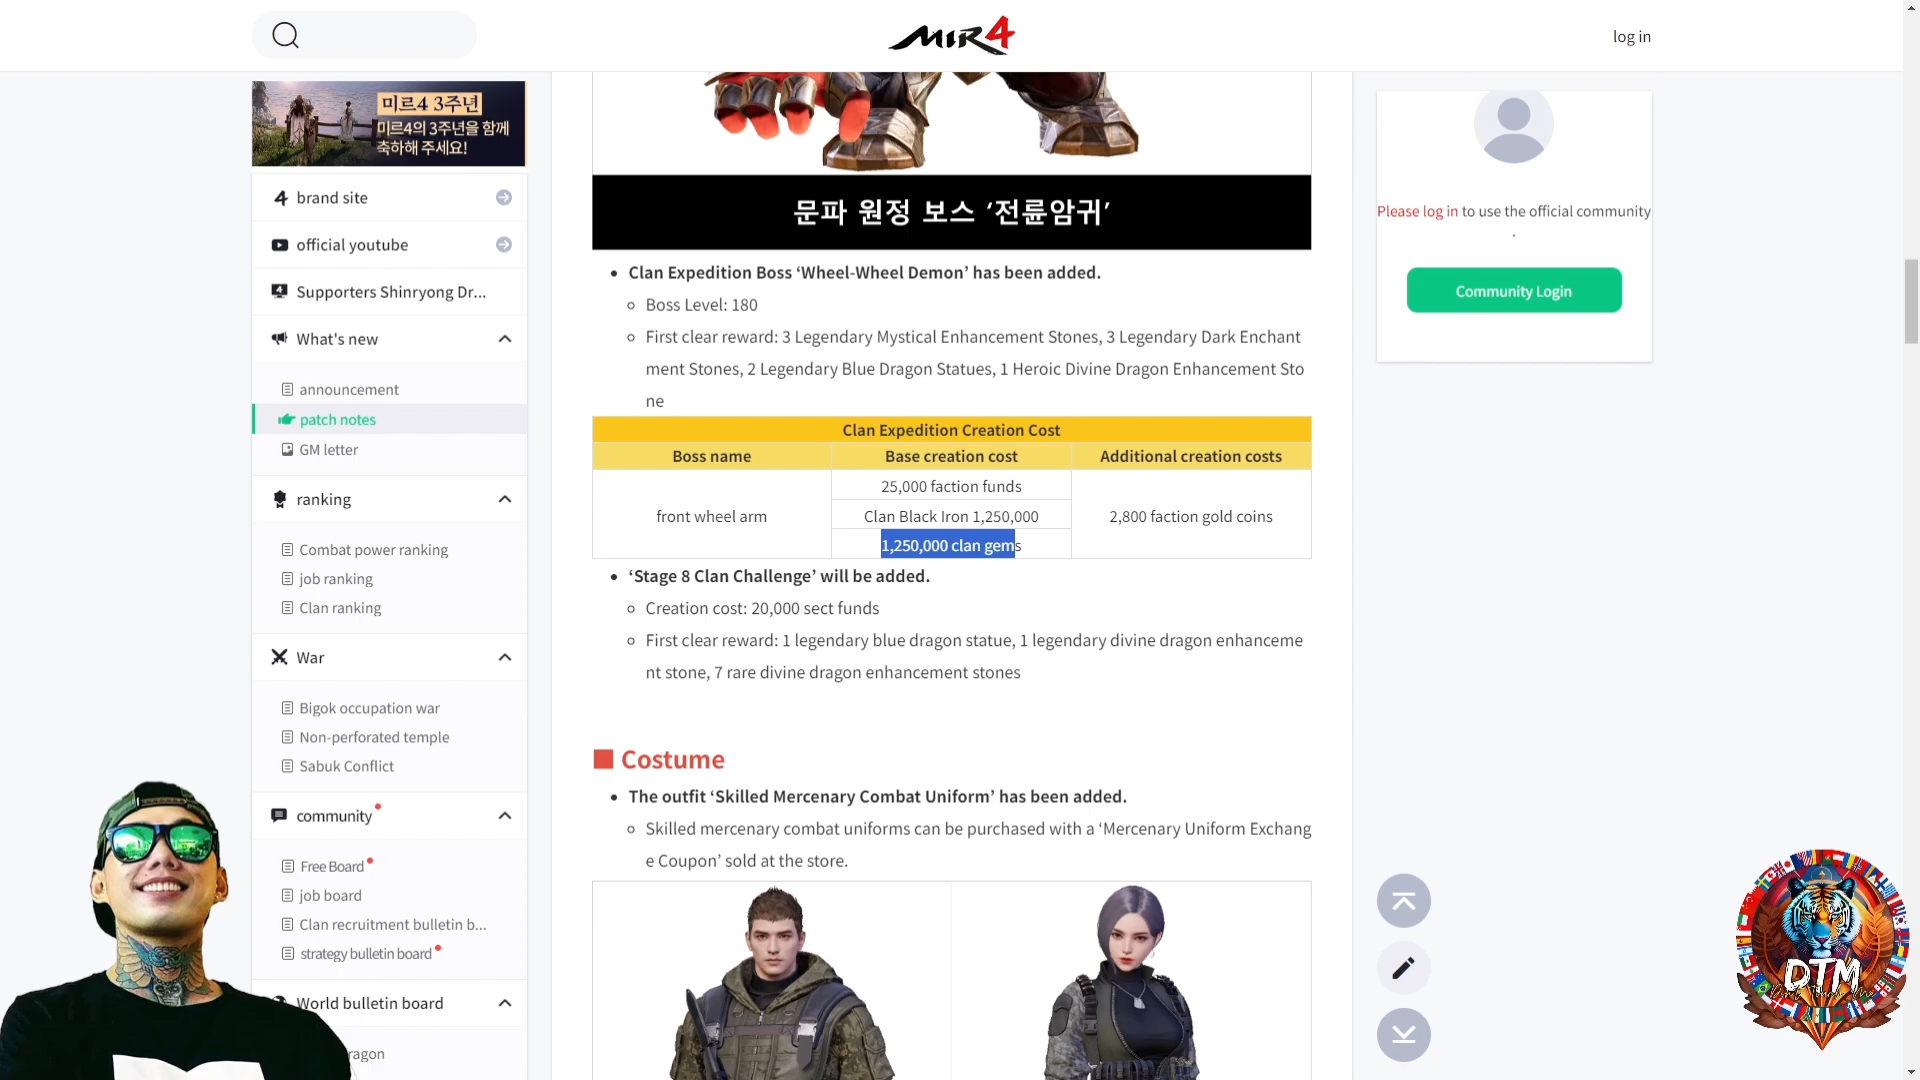 MIR4
log in
미르4 3주년
미르4의 3주년을 함께
축하해 주세요!
brand site
official youtube
Supporters Shinryong Dr...
What's new
announcement
patch notes
GM letter
ranking
Combat power ranking
job ranking
Clan ranking
War
Bigok occupation war
Non-perforated temple
Sabuk Conflict
community
Free Board
job board
Clan recruitment bulletin b...
strategy bulletin board
World bulletin board
ragon
문파 원정 보스 ‘전륜암귀’
Clan Expedition Boss ‘Wheel-Wheel Demon’ has been added.
Boss Level: 180
First clear reward: 3 Legendary Mystical Enhancement Stones, 3 Legendary Dark Enchant
ment Stones, 2 Legendary Blue Dragon Statues, 1 Heroic Divine Dragon Enhancement Sto
ne
Clan Expedition Creation Cost
Boss name Base creation cost Additional creation costs
25,000 faction funds
front wheel arm Clan Black Iron 1,250,000 2,800 faction gold coins
1,250,000 clan gems
‘Stage 8 Clan Challenge’ will be added.
Creation cost: 20,000 sect funds
First clear reward: 1 legendary blue dragon statue, 1 legendary divine dragon enhanceme
nt stone, 7 rare divine dragon enhancement stones
Costume
The outfit ‘Skilled Mercenary Combat Uniform’ has been added.
Skilled mercenary combat uniforms can be purchased with a ‘Mercenary Uniform Exchang
e Coupon’ sold at the store.
Please log in to use the official community
.
Community Login
DTM
Don't Touch Me